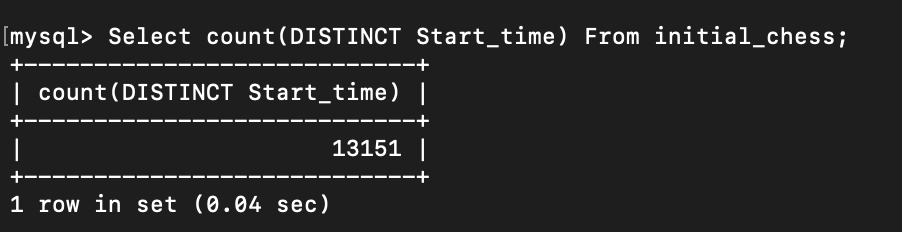 [mysql> Select count(DISTINCT Start_time) From initial_chess;
+----------------------------+
| count(DISTINCT Start_time) |
+----------------------------+
|                      13151 |
+----------------------------+
1 row in set (0.04 sec)